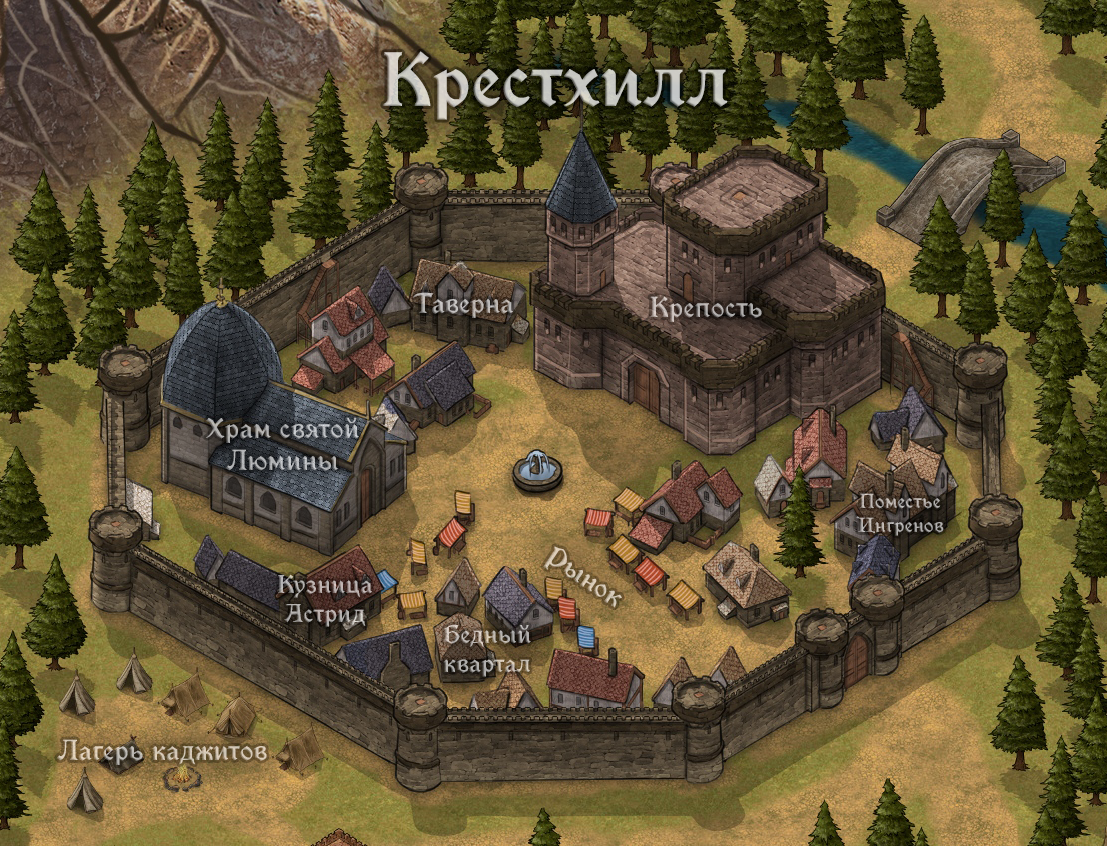 Крестхилл
Таверна
Крепость
Храм святой
Люмины
Поместье
Ингренов
Рынок
Кузница
Астрид
Бедный
квартал
Лагерь каджитов